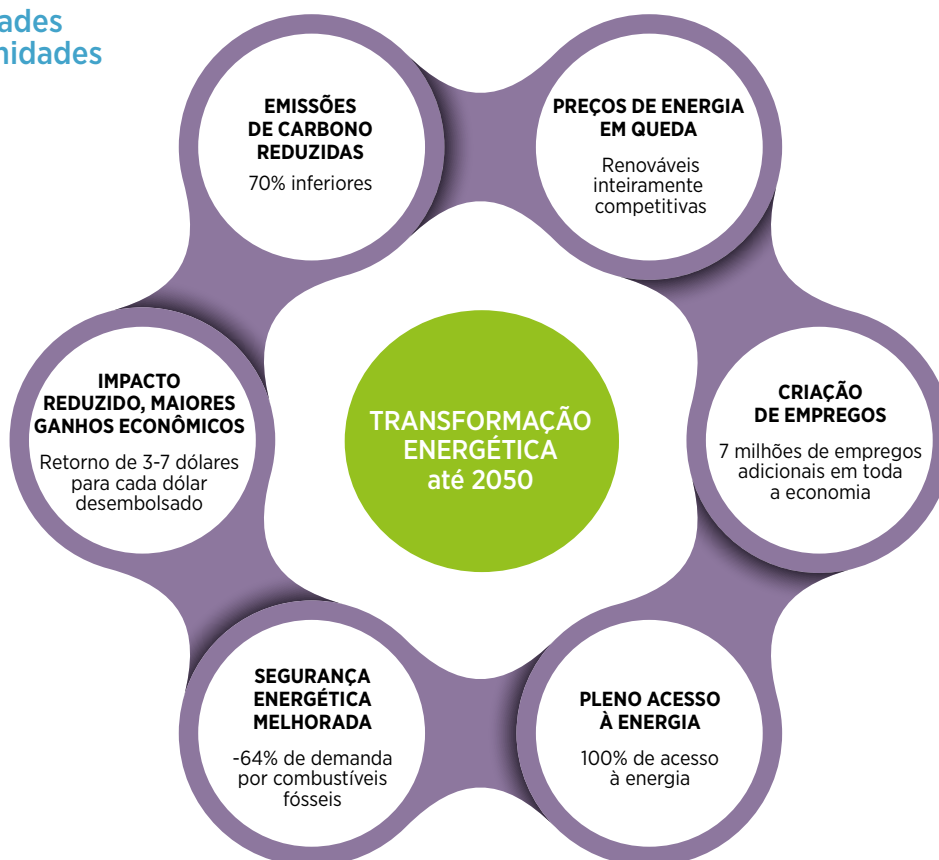 ades
nidades
EMISSÕES
DE CARBONO
REDUZIDAS
70% inferiores
PREÇOS DE ENERGIA
EM QUEDA
Renováveis
inteiramente
competitivas
IMPACTO
REDUZIDO, MAIORES
GANHOS ECONÔMICOS
Retorno de 3-7 dólares
para cada dólar
desembolsado
TRANSFORMAÇÃO
ENERGÉTICA
até 2050
CRIAÇÃO
DE EMPREGOS
7 milhões de empregos
adicionais em toda
a economia
SEGURANÇA
ENERGÉTICA
MELHORADA
-64% de demanda
por combustíveis
fósseis
PLENO ACESSO
À ENERGIA
100% de acesso
à energia